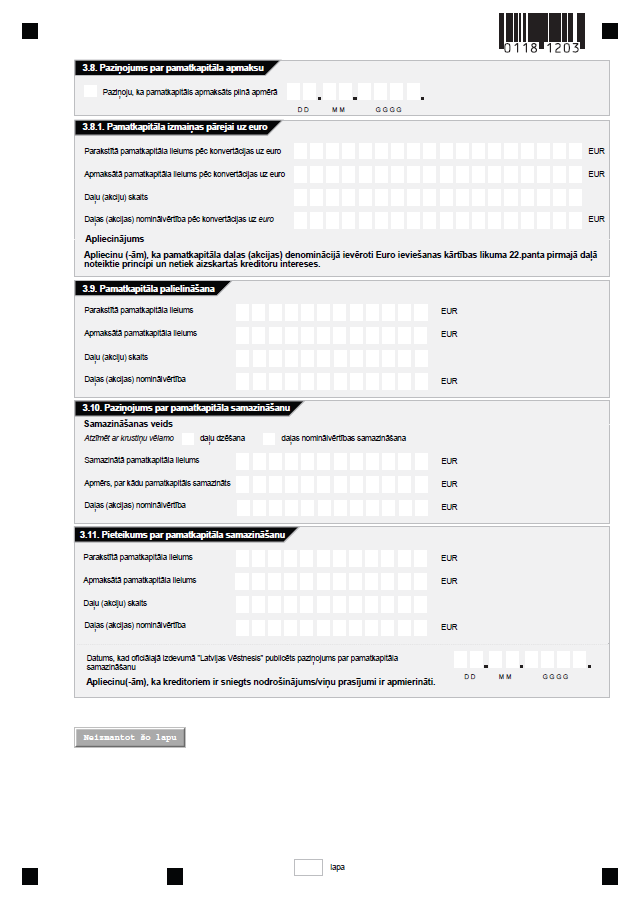 0118 1203
3.8. Paziņojums par pamatkapitāla apmaksu
Paziņoju, ka pamatkapitāls apmaksāts pilnā apmērā
D D M M G G G G
3.8.1. Pamatkapitāla izmaiņas pārejai uz euro
Parakstītā pamatkapitāla lielums pēc konvertācijas uz euro EUR
Apmaksātā pamatkapitāla lielums pēc konvertācijas uz euro EUR
Daļu (akciju) skaits
Daļas (akcijas) nominālvērtība pēc konvertācijas uz euro EUR
Apliecinājums
Apliecinu (-ām), ka pamatkapitāla daļas (akcijas) denominācijā ievēroti Euro ieviešanas kārtības likuma 22.panta pirmajā daļā
noteiktie principi un netiek aizskartas kreditoru intereses.
3.9. Pamatkapitāla palielināšana
Parakstītā pamatkapitāla lielums EUR
Apmaksātā pamatkapitāla lielums EUR
Daļu (akciju) skaits
Daļas (akcijas) nominālvērtība EUR
3.10. Paziņojums par pamatkapitāla samazināšanu
Samazināšanas veids
Atzīmēt ar krustiņu vēlamo daļu dzēšana daļas nominālvērtības samazināšana
Samazinātā pamatkapitāla lielums EUR
Apmērs, par kādu pamatkapitāls samazināts EUR
Daļas (akcijas) nominālvērtība EUR
3.11. Pieteikums par pamatkapitāla samazināšanu
Parakstītā pamatkapitāla lielums EUR
Apmaksātā pamatkapitāla lielums EUR
Daļu (akciju) skaits
Daļas (akcijas) nominālvērtība EUR
Datums, kad oficiālajā izdevumā "Latvijas Vēstnesis" publicēts paziņojums par pamatkapitāla
samazināšanu
D D M M G G G G
Apliecinu(-ām), ka kreditoriem ir sniegts nodrošinājums/viņu prasījumi ir apmierināti.
Neizmantot šo lapu
lapa